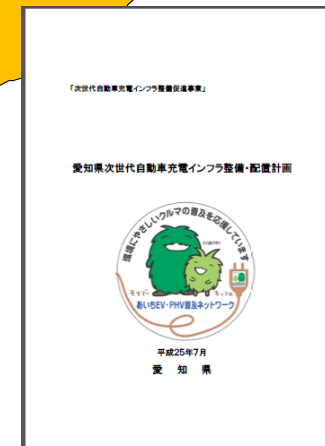 「次世代自動車充電インフラ整備促進事業」
愛知県次世代自動車充電インフラ整備・配置計画
環境にやさしいクルマの普及を応援しています
モリゾー キッコロ
あいちEV・PHV普及ネットワーク
平成25年7月
愛知県